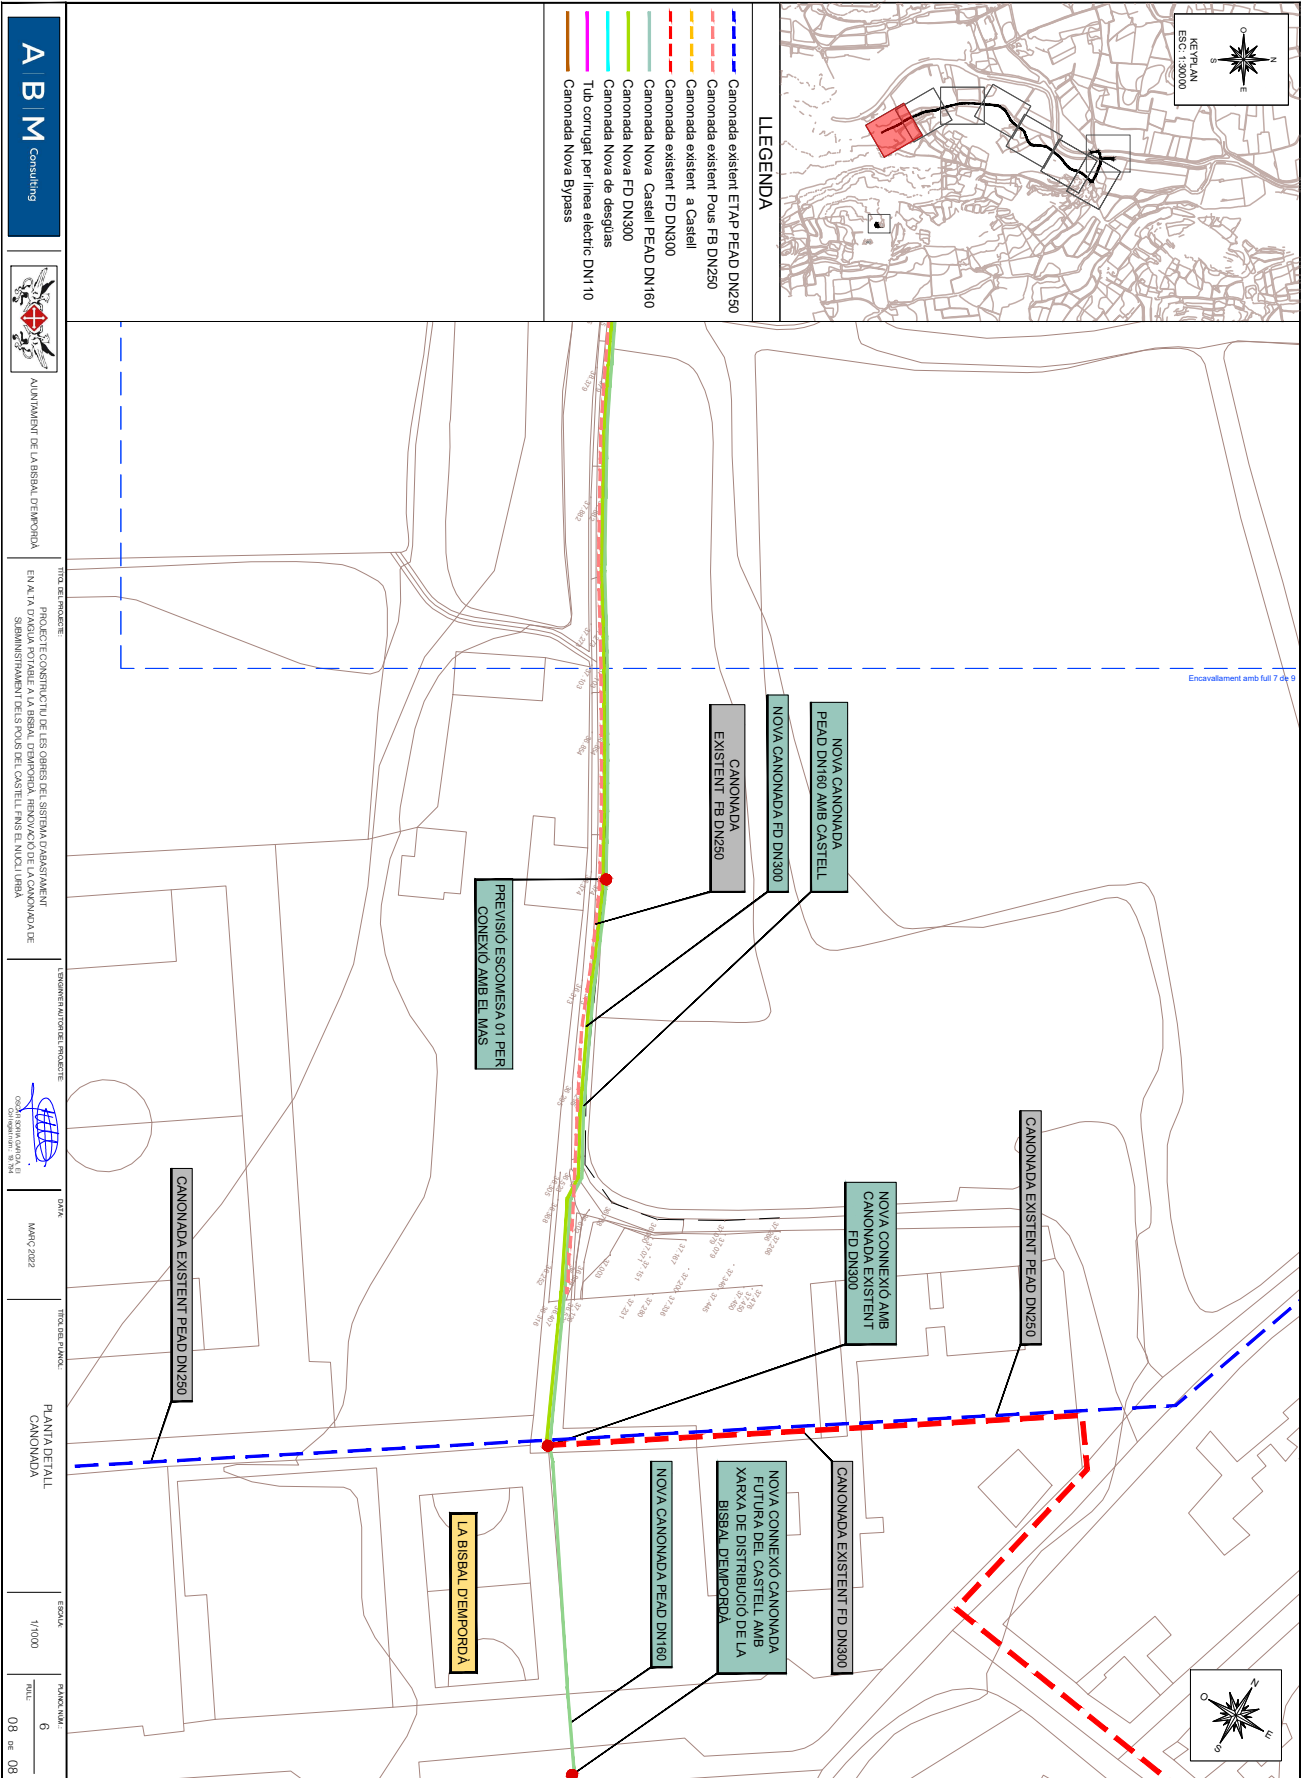 KEYPLAN
ESC: 1:30000
N
E
S
O
LLEGENDA
Canonada existent ETAP PEAD DN250
Canonada existent Pous FB DN250
Canonada existent a Castell
Canonada existent FD DN300
Canonada Nova Castell PEAD DN160
Canonada Nova FD DN300
Canonada Nova de desgüas
Tub corrugat per linea elèctric DN110
Canonada Nova Bypass
Encavallament amb full 7 de 9
NOVA CANONADA
PEAD DN160 AMB CASTELL
NOVA CANONADA FD DN300
CANONADA
EXISTENT FB DN250
PREVISIÓ ESCOMESA 01 PER
CONEXIÓ AMB EL MAS
CANONADA EXISTENT PEAD DN250
NOVA CONNEXIÓ AMB
CANONADA EXISTENT
FD DN300
CANONADA EXISTENT PEAD DN250
CANONADA EXISTENT FD DN300
NOVA CONNEXIÓ CANONADA
FUTURA DEL CASTELL AMB
XARXA DE DISTRIBUCIÓ DE LA
BISBAL D'EMPORDÀ
NOVA CANONADA PEAD DN160
LA BISBAL D'EMPORDÀ
N
E
S
O
A B M Consulting
AJUNTAMENT DE LA BISBAL D'EMPORDÀ
TÍTOL DEL PROJECTE:
PROJECTE CONSTRUCTIU DE LES OBRES DEL SISTEMA D'ABASTAMENT
EN ALTA D'AIGUA POTABLE A LA BISBAL D'EMPORDÀ. RENOVACIÓ DE LA CANONADA DE
SUBMINISTRAMENT DELS POUS DEL CASTELL FINS EL NUCLI URBÀ
L'ENGINYER AUTOR DEL PROJECTE:
DATA:
MARÇ 2022
TÍTOL DEL PLÀNOL:
PLANTA DETALL
CANONADA
ESCALA:
1/1000
PLÀNOL NÚM.:
6
FULL:
08 DE 08